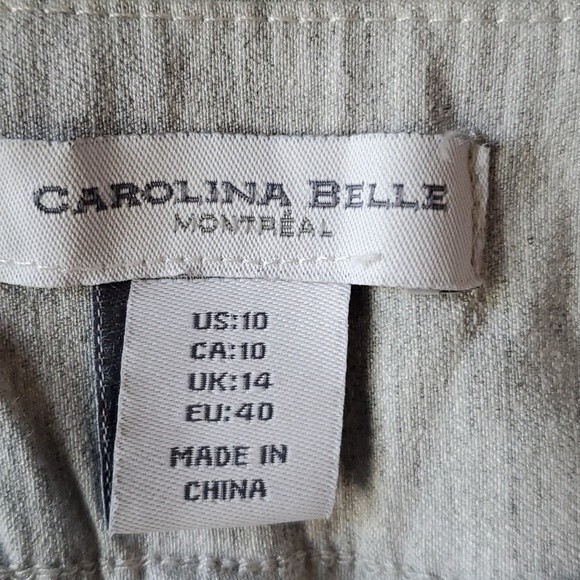 CAROLINA BELLE
MONTRÉAL
US:10
CA:10
UK:14
EU:40
MADE IN
CHINA